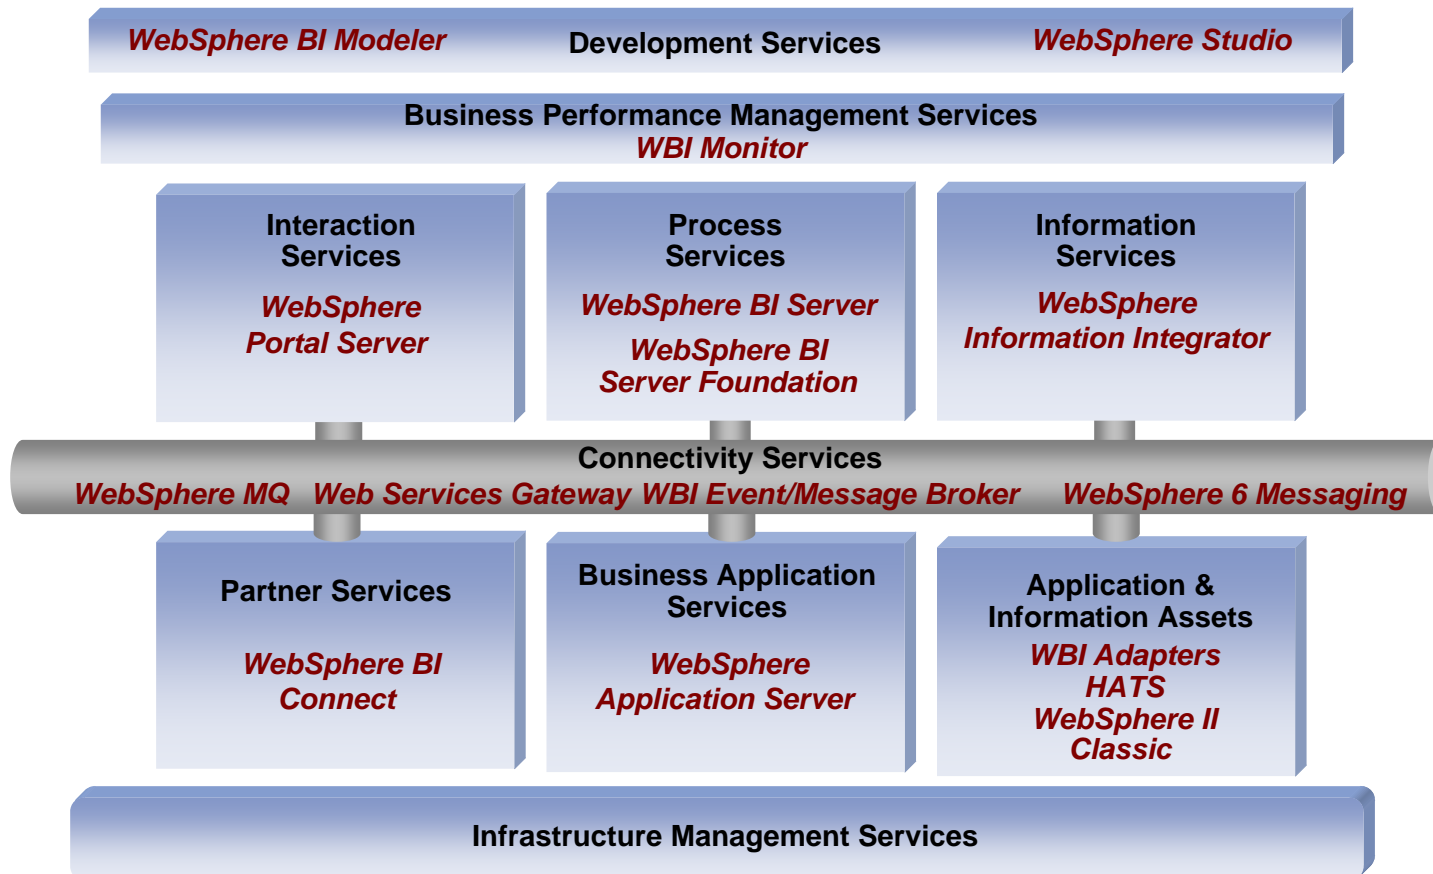 WebSphere BI Modeler Development Services WebSphere Studio
Business Performance Management Services
WBI Monitor
Interaction
Services
WebSphere
Portal Server
Process
Services
WebSphere BI Server
WebSphere BI
Server Foundation
Information
Services
WebSphere
Information Integrator
Connectivity Services
WebSphere MQ Web Services Gateway WBI Event/Message Broker WebSphere 6 Messaging
Partner Services
WebSphere BI
Connect
Business Application
Services
WebSphere
Application Server
Application &
Information Assets
WBI Adapters
HATS
WebSphere II
Classic
Infrastructure Management Services